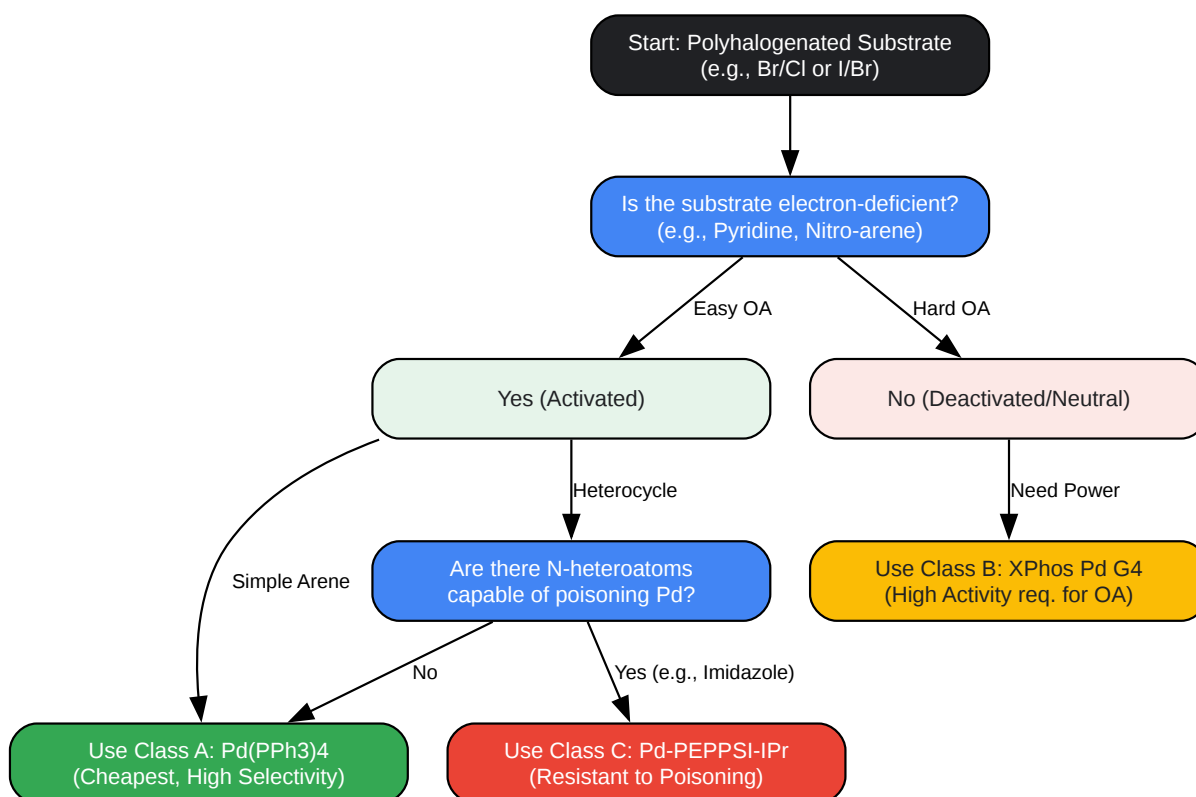 Start: Polyhalogenated Substrate
(e.g., Br/Cl or I/Br)
Is the substrate electron-deficient?
(e.g., Pyridine, Nitro-arene)
Easy OA
Hard OA
Yes (Activated)
No (Deactivated/Neutral)
Heterocycle
Need Power
Simple Arene
Are there N-heteroatoms
capable of poisoning Pd?
Use Class B: XPhos Pd G4
(High Activity req. for OA)
No
Yes (e.g., Imidazole)
Use Class A: Pd(PPh3)4
(Cheapest, High Selectivity)
Use Class C: Pd-PEPPSI-IPr
(Resistant to Poisoning)